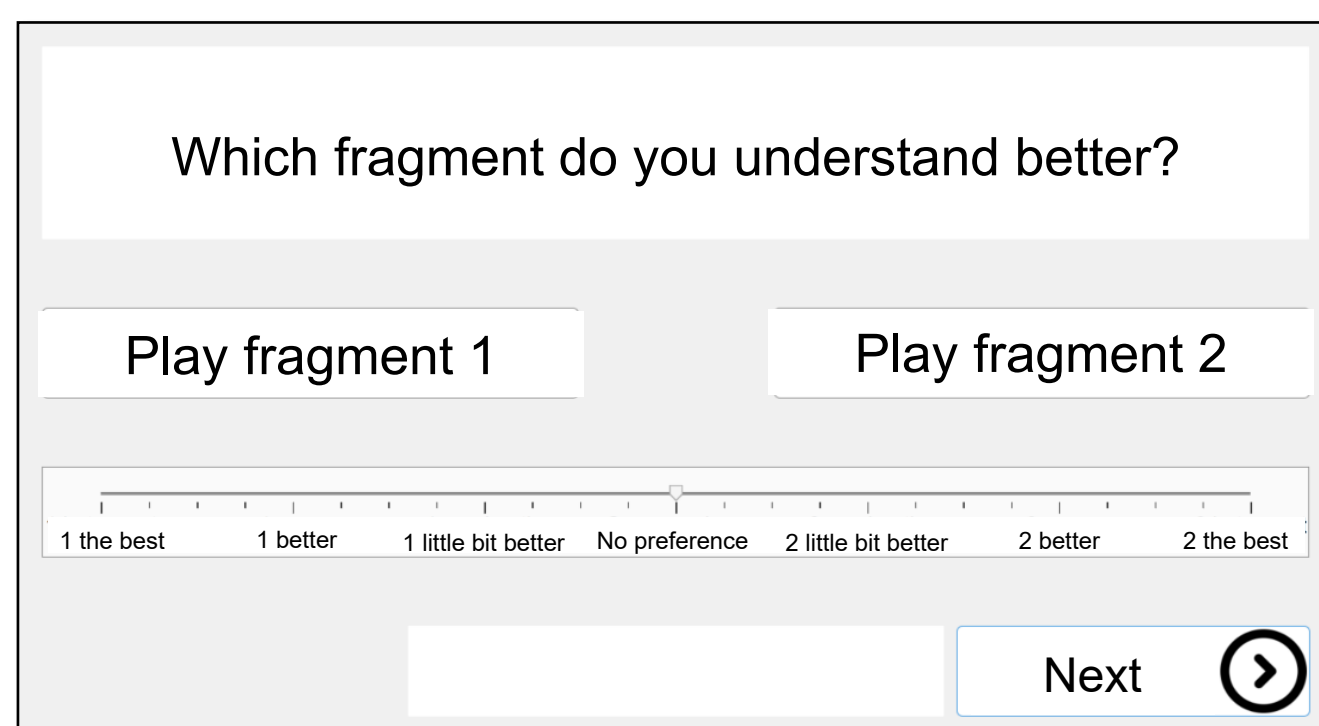 Which fragment do you understand better?
Play fragment 1
Play fragment 2
1 the best
1 better
1 little bit better
No preference
2 little bit better
2 better
2 the best
Next